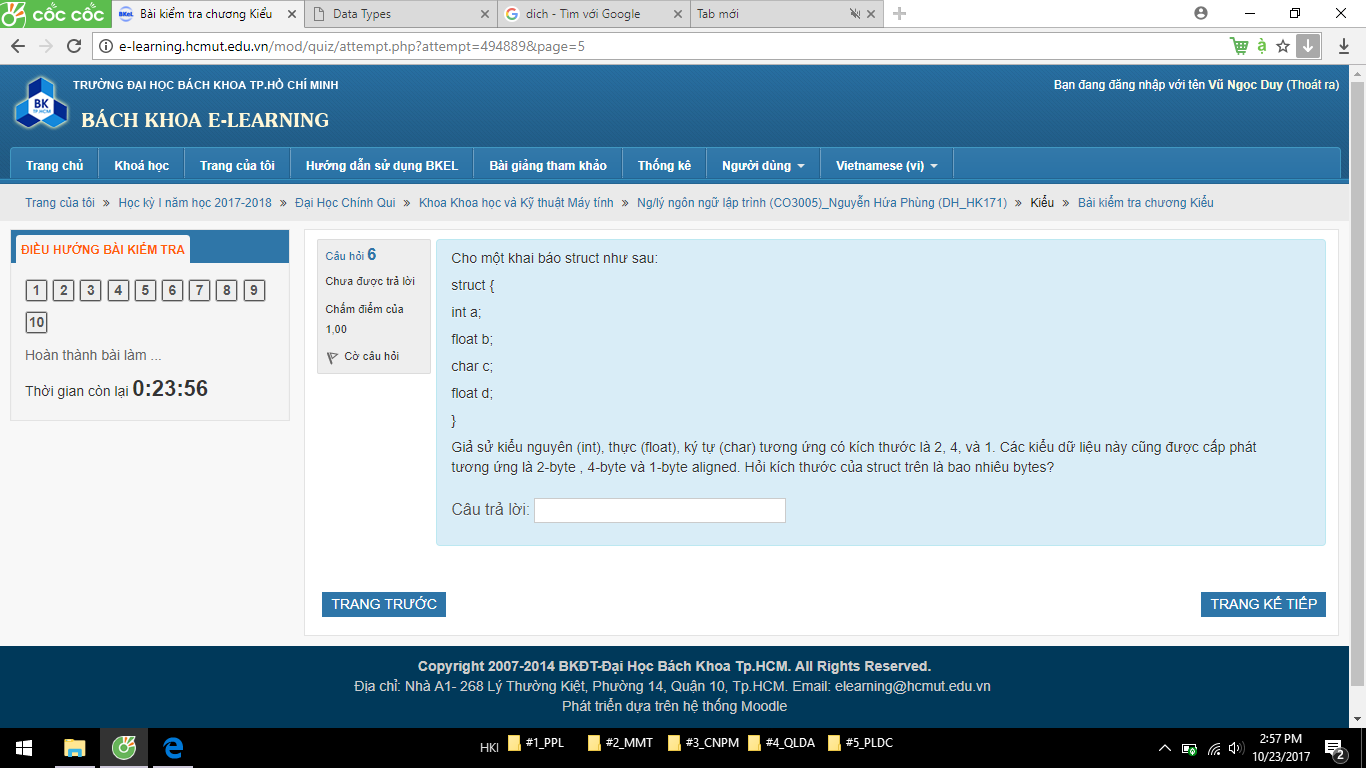 cốc cốc
Bài kiểm tra chương Kiểu
Data Types
dich - Tìm với Google
Tab mới
e-learning.hcmut.edu.vn/mod/quiz/attempt.php?attempt=494889&page=5
TRƯỜNG ĐẠI HỌC BÁCH KHOA TP.HỒ CHÍ MINH
Bạn đang đăng nhập với tên Vũ Ngọc Duy (Thoát ra)
BK
TP.HCM
BÁCH KHOA E-LEARNING
Trang chủ Khoá học Trang của tôi Hướng dẫn sử dụng BKEL Bài giảng tham khảo Thống kê Người dùng Vietnamese (vi)
Trang của tôi » Học kỳ I năm học 2017-2018 » Đại Học Chính Qui » Khoa Khoa học và Kỹ thuật Máy tính » Ng/lý ngôn ngữ lập trình (CO3005)_Nguyễn Hứa Phùng (DH_HK171) » Kiểu » Bài kiểm tra chương Kiểu
ĐIỀU HƯỚNG BÀI KIỂM TRA
1 2 3 4 5 6 7 8 9
10
Hoàn thành bài làm ...
Thời gian còn lại 0:23:56
Câu hỏi 6
Chưa được trả lời
Chấm điểm của
1,00
Cờ câu hỏi
Cho một khai báo struct như sau:
struct {
int a;
float b;
char c;
float d;
}
Giả sử kiểu nguyên (int), thực (float), ký tự (char) tương ứng có kích thước là 2, 4, và 1. Các kiểu dữ liệu này cũng được cấp phát
tương ứng là 2-byte , 4-byte và 1-byte aligned. Hỏi kích thước của struct trên là bao nhiêu bytes?
Câu trả lời:
TRANG TRƯỚC
TRANG KẾ TIẾP
Copyright 2007-2014 BKĐT-Đại Học Bách Khoa Tp.HCM. All Rights Reserved.
Địa chỉ: Nhà A1- 268 Lý Thường Kiệt, Phường 14, Quận 10, Tp.HCM. Email: elearning@hcmut.edu.vn
Phát triển dựa trên hệ thống Moodle
HKI #1_PPL #2_MMT #3_CNPM #4_QLDA #5_PLDC
2:57 PM
10/23/2017
2